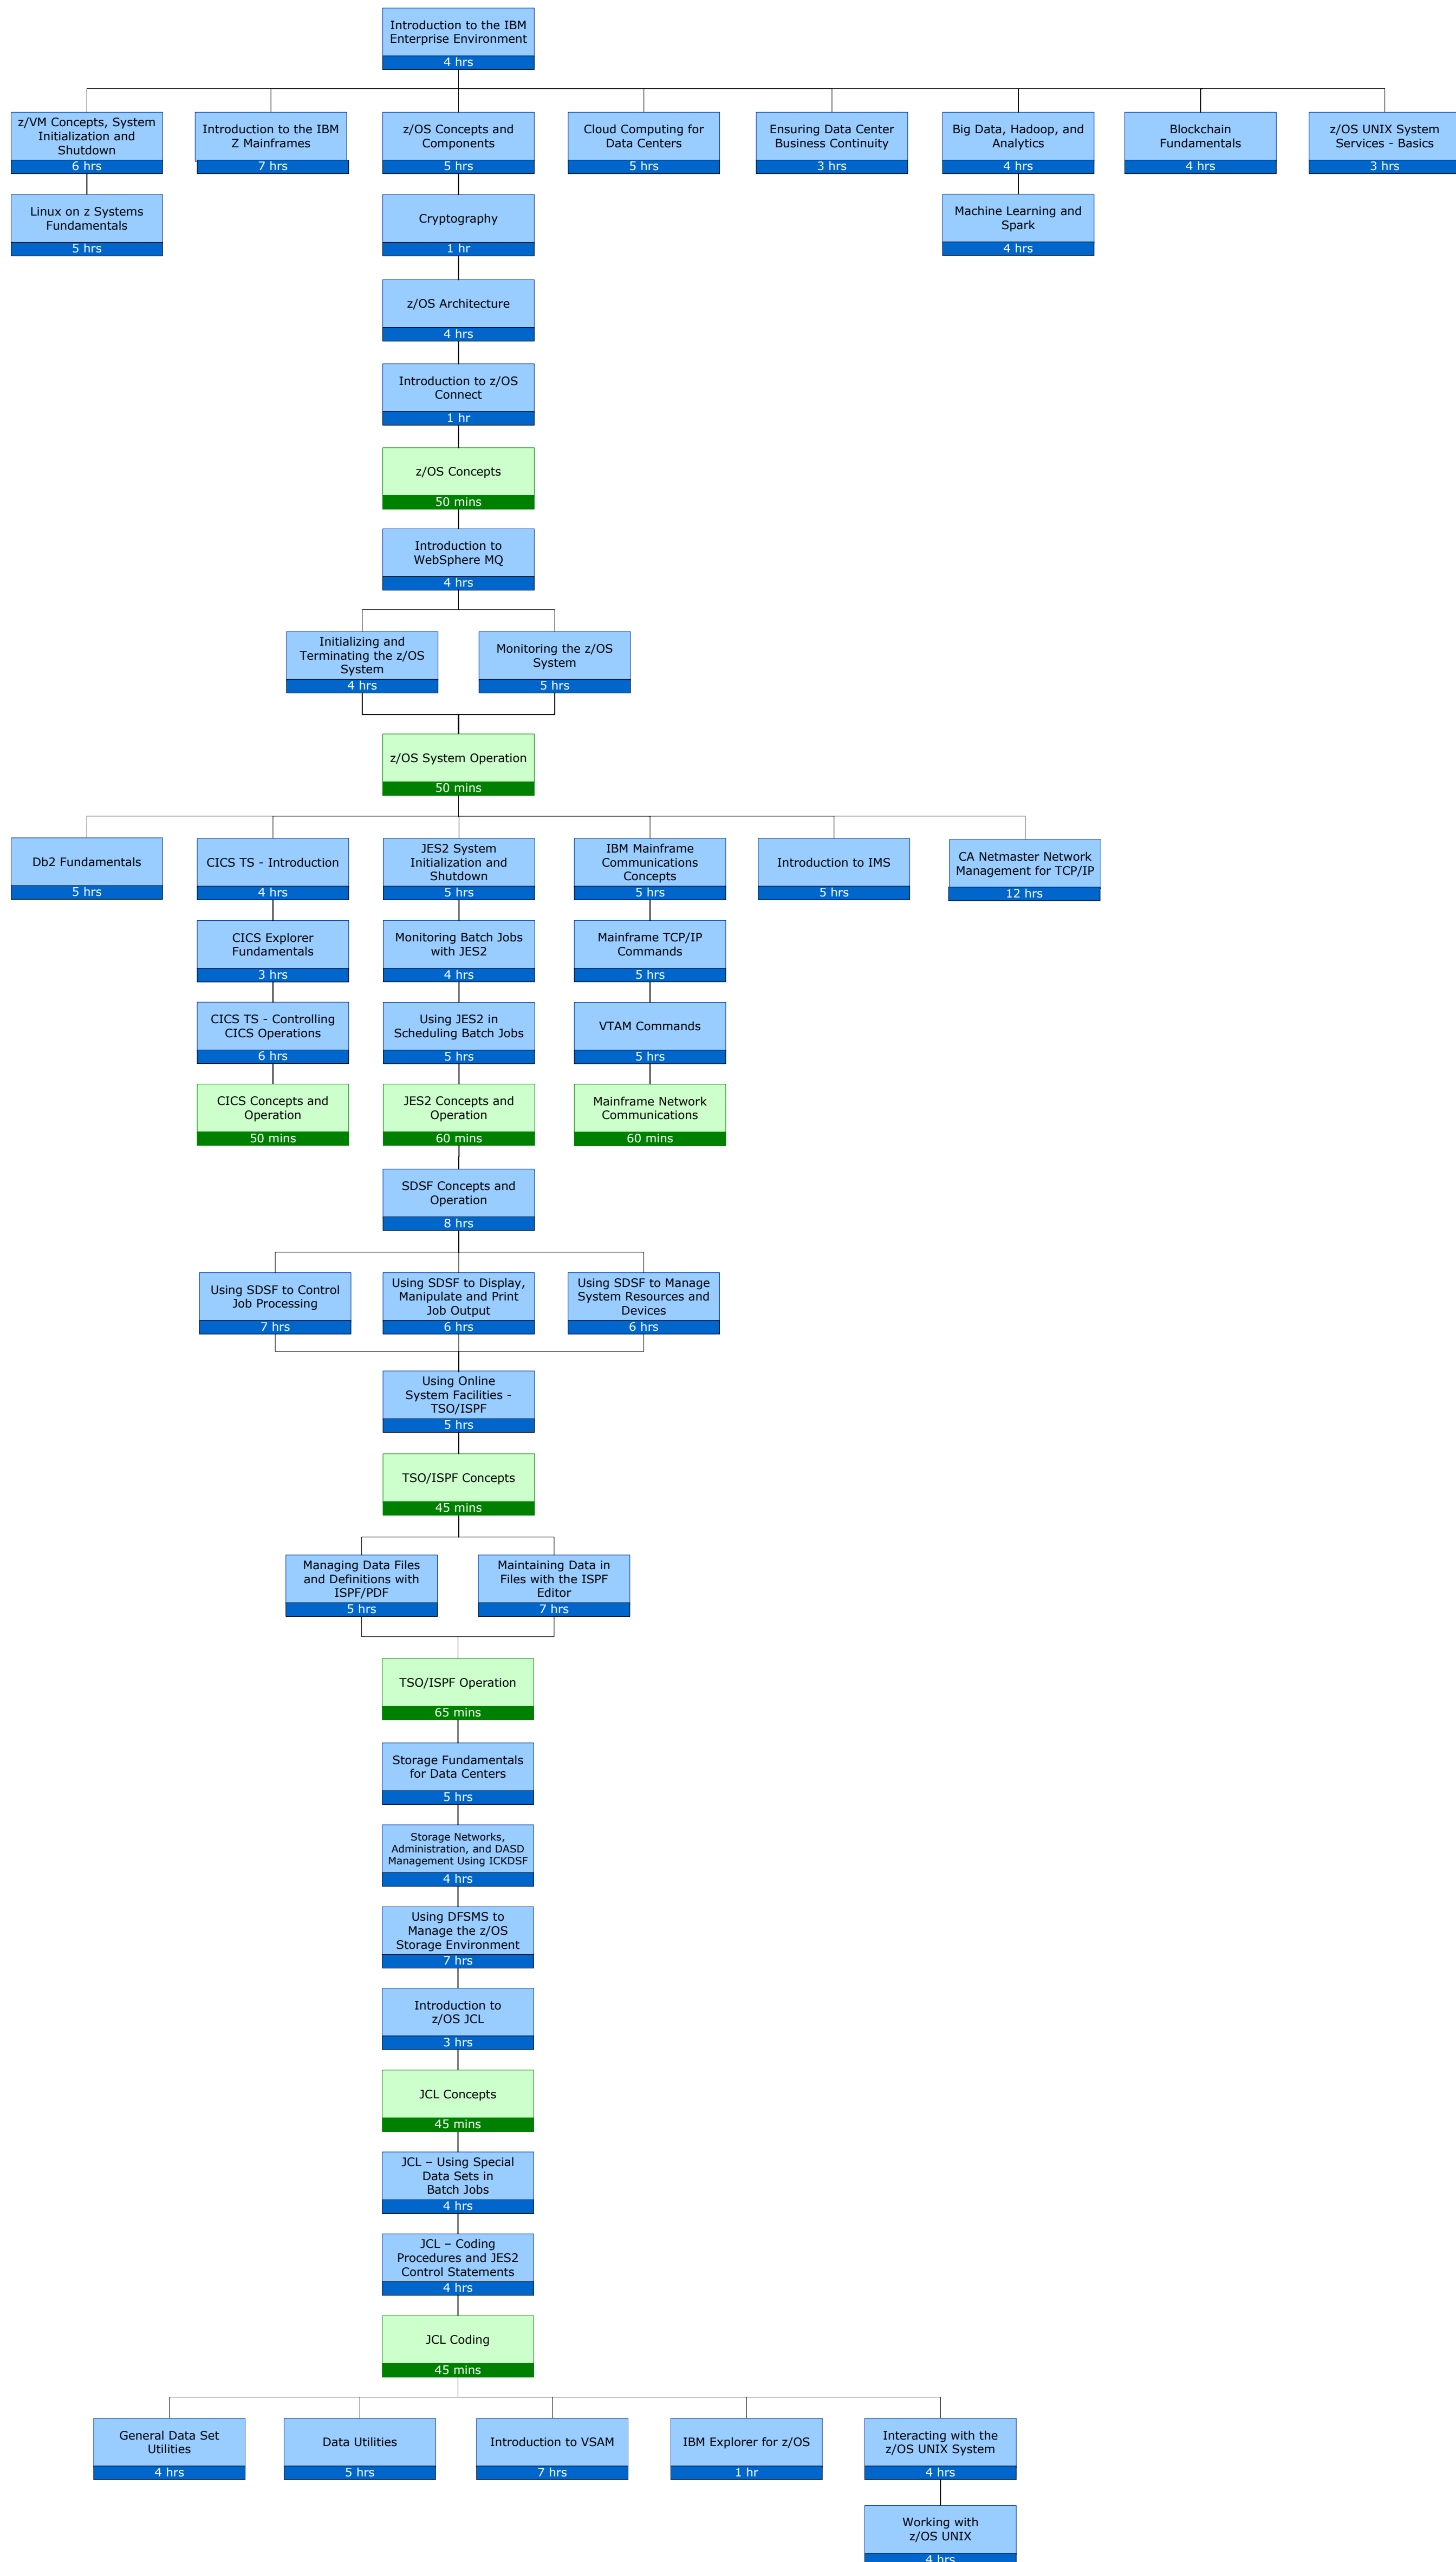 Introduction to the IBM
Enterprise Environment
4 hrs
z/VM Concepts, System
Initialization and
Shutdown
6 hrs
Introduction to the IBM
Z Mainframes
7 hrs
z/OS Concepts and
Components
5 hrs
Cloud Computing for
Data Centers
5 hrs
Ensuring Data Center
Business Continuity
3 hrs
Big Data, Hadoop, and
Analytics
4 hrs
Blockchain
Fundamentals
4 hrs
z/OS UNIX System
Services - Basics
3 hrs
Linux on z Systems
Fundamentals
5 hrs
Cryptography
1 hr
Machine Learning and
Spark
4 hrs
z/OS Architecture
4 hrs
Introduction to z/OS
Connect
1 hr
z/OS Concepts
50 mins
Introduction to
WebSphere MQ
4 hrs
Initializing and
Terminating the z/OS
System
4 hrs
Monitoring the z/OS
System
5 hrs
z/OS System Operation
50 mins
Db2 Fundamentals
5 hrs
CICS TS - Introduction
4 hrs
JES2 System
Initialization and
Shutdown
5 hrs
IBM Mainframe
Communications
Concepts
5 hrs
Introduction to IMS
5 hrs
CA Netmaster Network
Management for TCP/IP
12 hrs
CICS Explorer
Fundamentals
3 hrs
Monitoring Batch Jobs
with JES2
4 hrs
Mainframe TCP/IP
Commands
5 hrs
CICS TS - Controlling
CICS Operations
6 hrs
Using JES2 in
Scheduling Batch Jobs
5 hrs
VTAM Commands
5 hrs
CICS Concepts and
Operation
50 mins
JES2 Concepts and
Operation
60 mins
Mainframe Network
Communications
60 mins
SDSF Concepts and
Operation
8 hrs
Using SDSF to Control
Job Processing
7 hrs
Using SDSF to Display,
Manipulate and Print
Job Output
6 hrs
Using SDSF to Manage
System Resources and
Devices
6 hrs
Using Online
System Facilities -
TSO/ISPF
5 hrs
TSO/ISPF Concepts
45 mins
Managing Data Files
and Definitions with
ISPF/PDF
5 hrs
Maintaining Data in
Files with the ISPF
Editor
7 hrs
TSO/ISPF Operation
65 mins
Storage Fundamentals
for Data Centers
5 hrs
Storage Networks,
Administration, and DASD
Management Using ICKDSF
4 hrs
Using DFSMS to
Manage the z/OS
Storage Environment
7 hrs
Introduction to
z/OS JCL
3 hrs
JCL Concepts
45 mins
JCL – Using Special
Data Sets in
Batch Jobs
4 hrs
JCL – Coding
Procedures and JES2
Control Statements
4 hrs
JCL Coding
45 mins
General Data Set
Utilities
4 hrs
Data Utilities
5 hrs
Introduction to VSAM
7 hrs
IBM Explorer for z/OS
1 hr
Interacting with the
z/OS UNIX System
4 hrs
Working with
z/OS UNIX
4 hrs